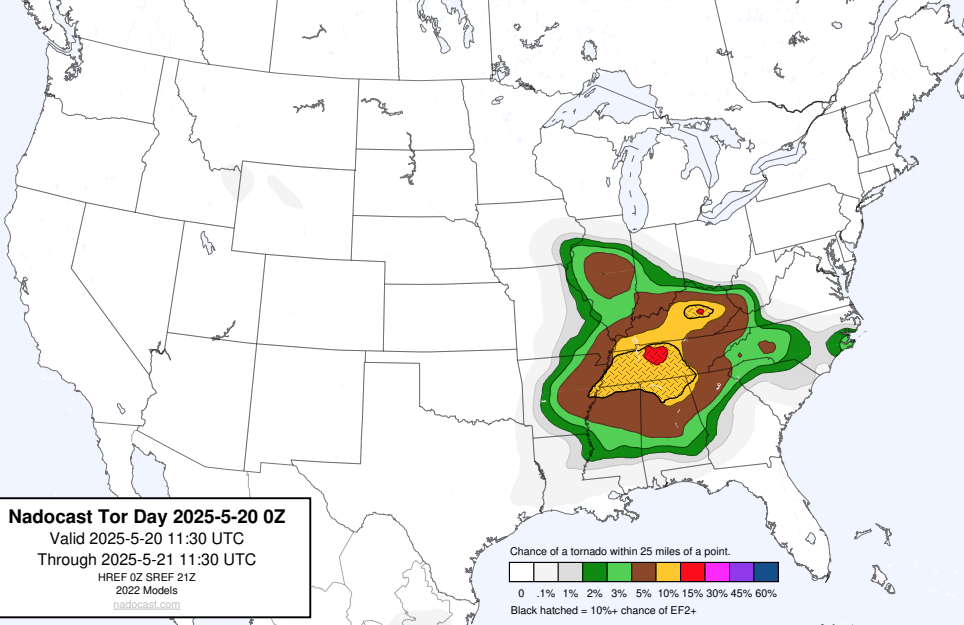 Nadocast Tor Day 2025-5-20 0Z
Valid 2025-5-20 11:30 UTC
Through 2025-5-21 11:30 UTC
HREF 0Z SREF 21Z
2022 Models
nadocast.com
Chance of a tornado within 25 miles of a point.
0 .1% 1% 2% 3% 5% 10% 15% 30% 45% 60%
Black hatched = 10%+ chance of EF2+